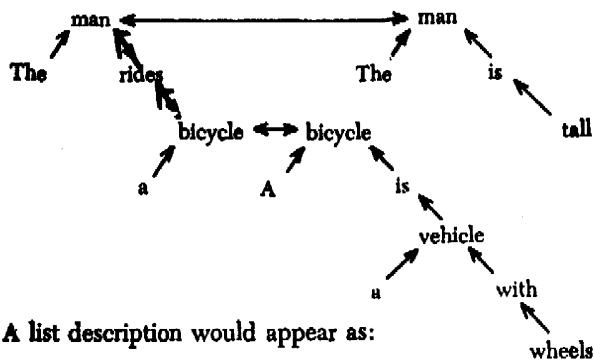 man man
The rides The is
bicycle bicycle tall
a A is
vehicle
a with
A list description would appear as:
wheels